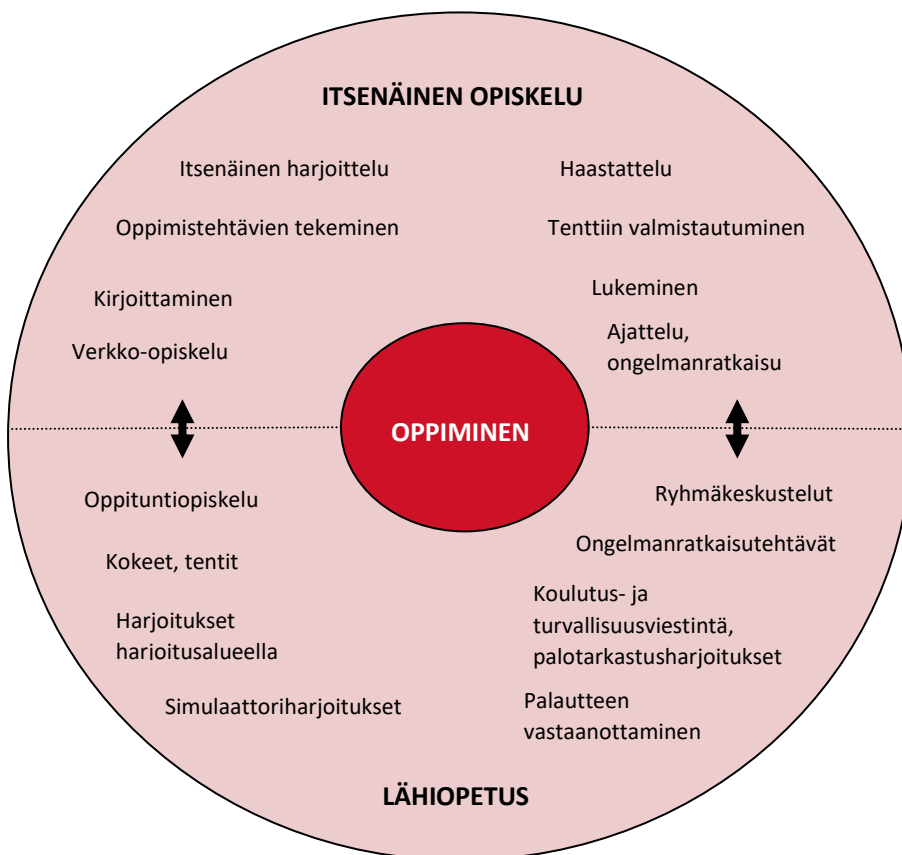 ITSENÄINEN OPISKELU
Itsenäinen harjoittelu
Haastattelu
Oppimistehtävien tekeminen
Tenttiin valmistautuminen
Kirjoittaminen
Lukeminen
Verkko-opiskelu
Ajattelu,
ongelmanratkaisu
OPPIMINEN
Oppituntiopiskelu
Ryhmäkeskustelut
Kokeet, tentit
Ongelmanratkaisutehtävät
Harjoitukset
harjoitusalueella
Koulutus- ja
turvallisuusviestintä,
palotarkastusharjoitukset
Simulaattoriharjoitukset
Palautteen
vastaanottaminen
LÄHIOPETUS